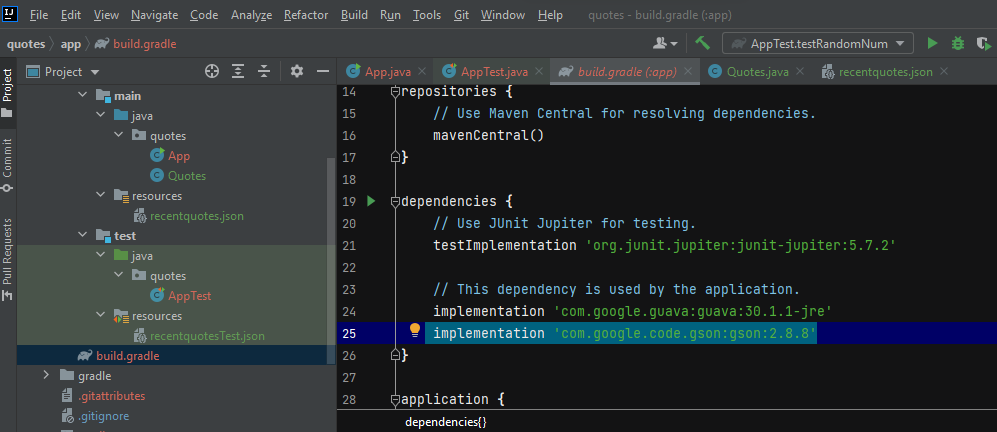 IJ File Edit View Navigate Code Analyze Refactor Build Run Tools Git Window Help quotes - build.gradle (:app)
quotes app build.gradle AppTest.testRandomNum
Project
Project
Commit
Pull Requests
main
java
quotes
App
Quotes
resources
recentquotes.json
test
java
quotes
AppTest
resources
recentquotesTest.json
build.gradle
gradle
.gitattributes
.gitignore
App.java AppTest.java build.gradle (:app) Quotes.java recentquotes.json
14 repositories {
15 // Use Maven Central for resolving dependencies.
16 mavenCentral()
17 }
18
19 dependencies {
20 // Use JUnit Jupiter for testing.
21 testImplementation 'org.junit.jupiter:junit-jupiter:5.7.2'
22
23 // This dependency is used by the application.
24 implementation 'com.google.guava:guava:30.1.1-jre'
25 implementation 'com.google.code.gson:gson:2.8.8'
26 }
27
28 application {
dependencies{}